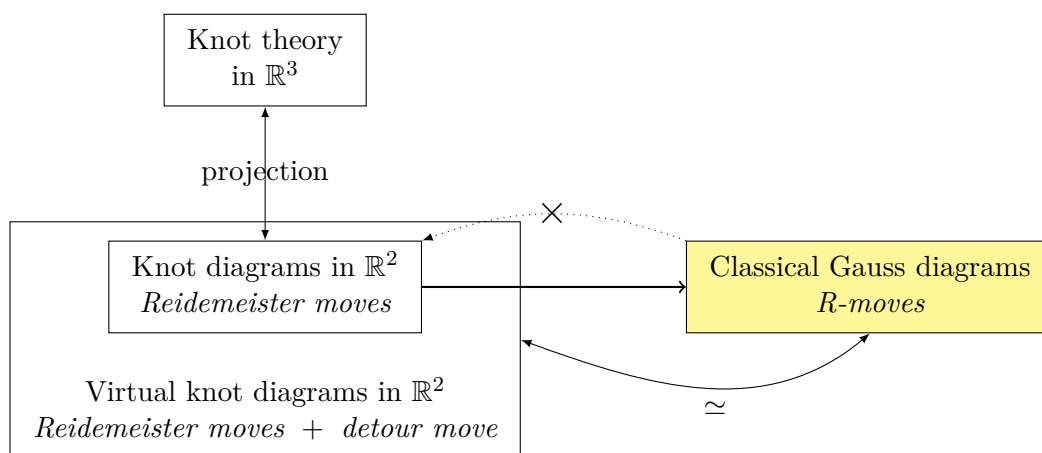 Knot theory
in ℝ³
projection
Knot diagrams in ℝ²
Reidemeister moves
Classical Gauss diagrams
R-moves
Virtual knot diagrams in ℝ²
Reidemeister moves + detour move
≃